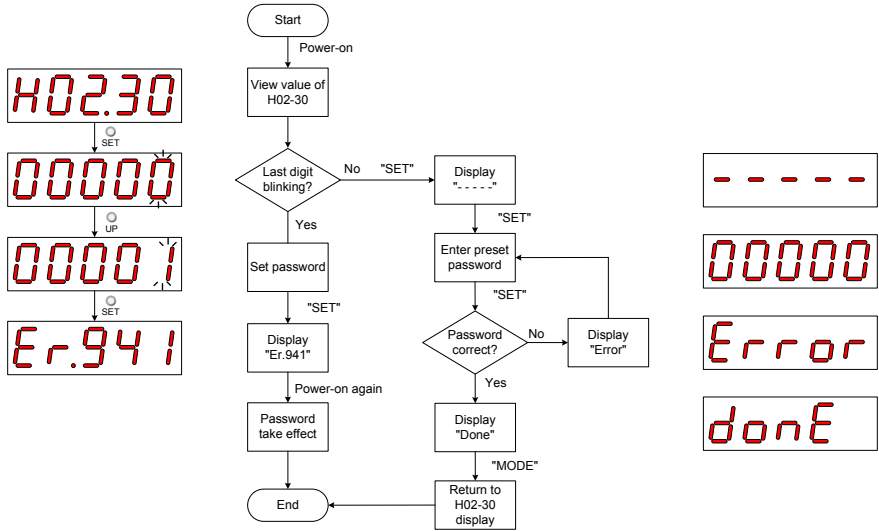 H02.30
SET
00000
UP
00001
SET
Er.941
Start
Power-on
View value of
H02-30
Last digit
blinking?
No
"SET"
Yes
Set password
"SET"
Display
"Er.941"
Power-on again
Password
take effect
End
Display
"-----"
"SET"
Enter preset
password
"SET"
Password
correct?
No
Display
"Error"
Yes
Display
"Done"
"MODE"
Return to
H02-30
display
-----
00000
Error
donE